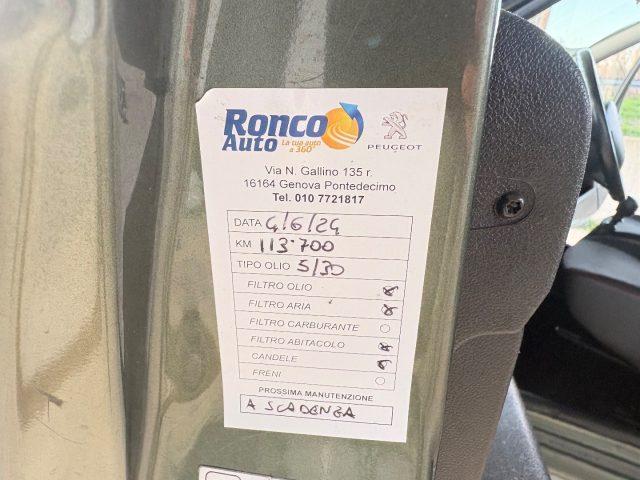 Ronco
Auto
La tua auto
a 360°
PEUGEOT
Via N. Gallino 135 r.
16164 Genova Pontedecimo
Tel. 010 7721817
DATA 4/6/24
KM 113.700
TIPO OLIO 5/30
FILTRO OLIO
FILTRO ARIA
FILTRO CARBURANTE
FILTRO ABITACOLO
CANDELE
FRENI
PROSSIMA MANUTENZIONE
A SCADENZA